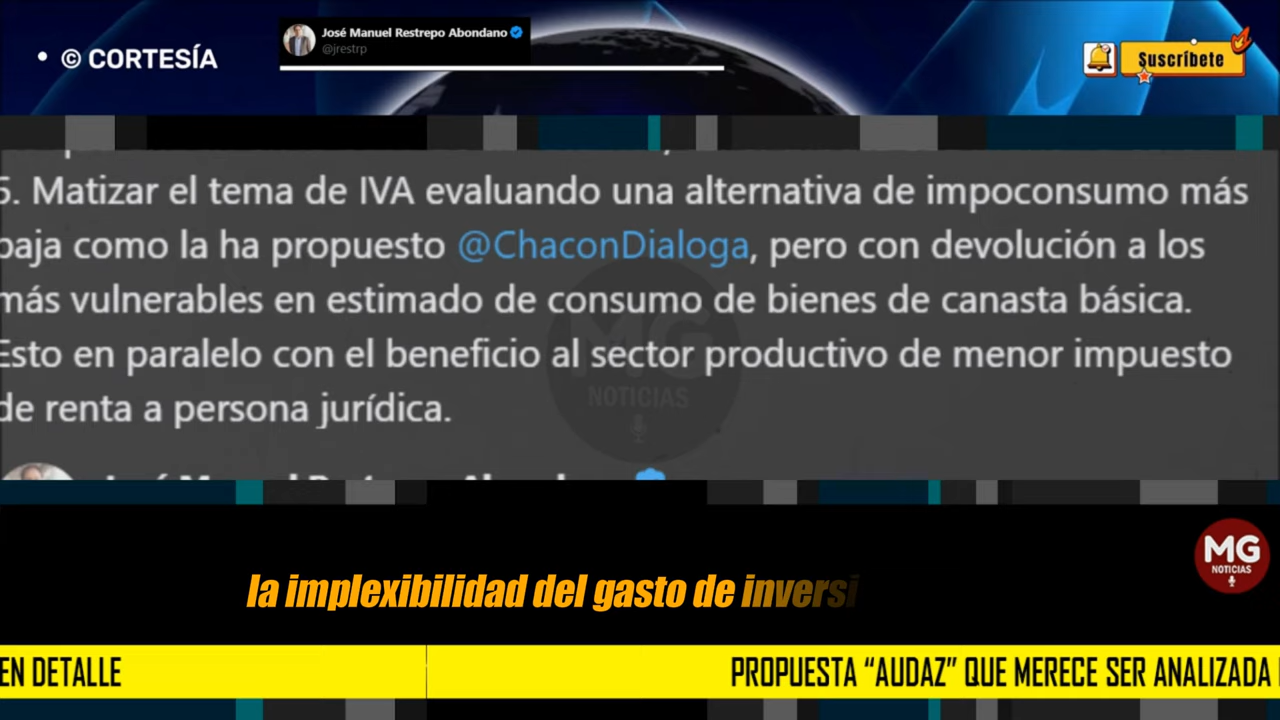 • © CORTESÍA
José Manuel Restrepo Abondano
@jrestrp
Suscríbete
5. Matizar el tema de IVA evaluando una alternativa de impoconsumo más
baja como la ha propuesto @ChaconDialoga, pero con devolución a los
más vulnerables en estimado de consumo de bienes de canasta básica.
Esto en paralelo con el beneficio al sector productivo de menor impuesto
de renta a persona jurídica.
MG
NOTICIAS
la implexibilidad del gasto de inversi
MG
NOTICIAS
EN DETALLE
PROPUESTA “AUDAZ” QUE MERECE SER ANALIZADA